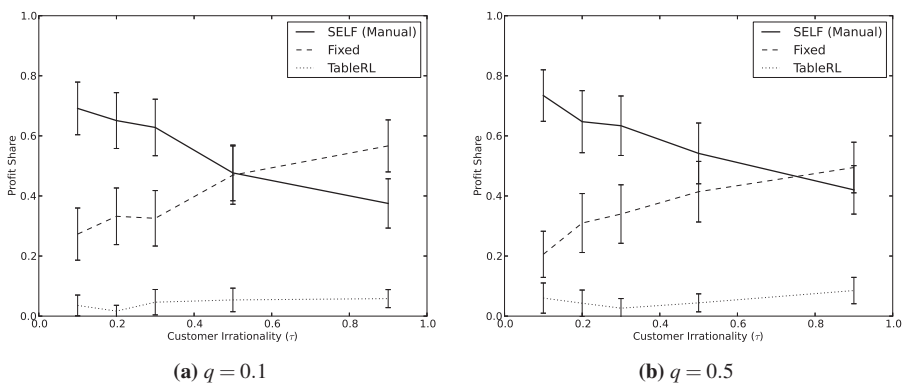 1.0
0.8
0.6
0.4
0.2
0.0
Profit Share
SELF (Manual)
Fixed
TableRL
0.0 0.2 0.4 0.6 0.8 1.0
Customer Irrationality (τ)
(a) q = 0.1
1.0
0.8
0.6
0.4
0.2
0.0
Profit Share
SELF (Manual)
Fixed
TableRL
0.0 0.2 0.4 0.6 0.8 1.0
Customer Irrationality (τ)
(b) q = 0.5